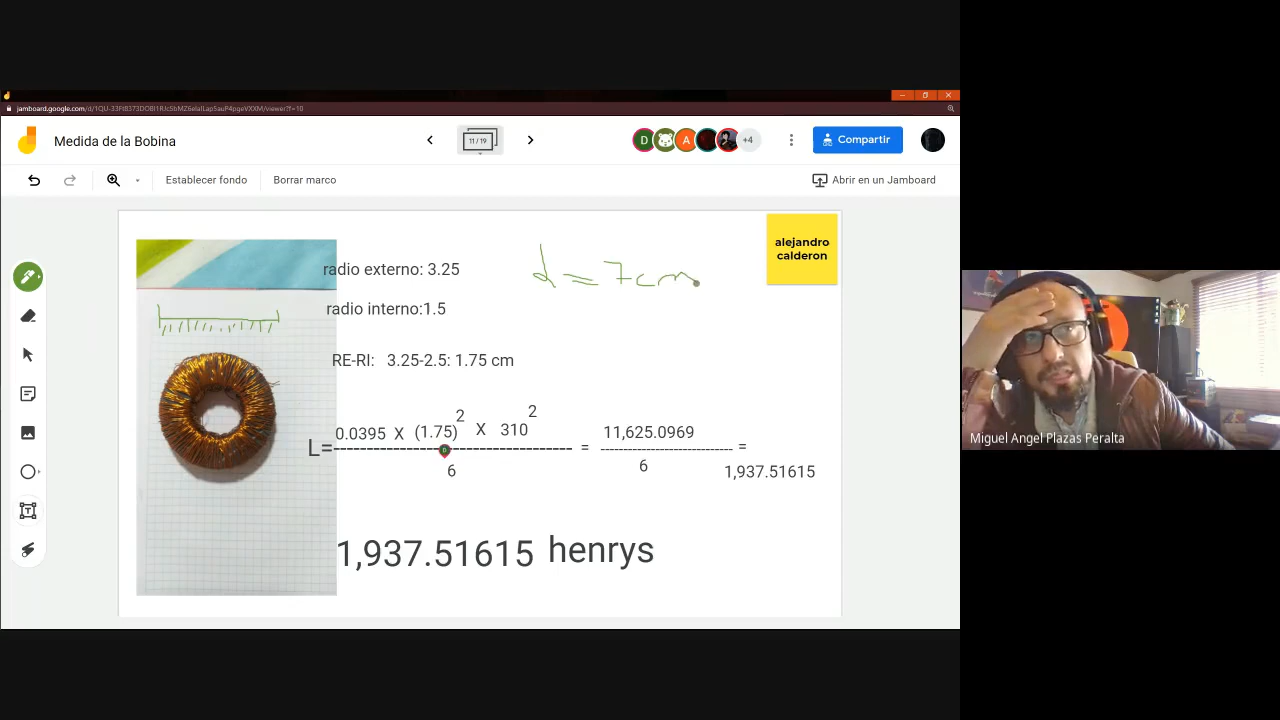 Medida de la Bobina
11 / 19
D
A
+4
Compartir
Establecer fondo
Borrar marco
Abrir en un Jamboard
alejandro
calderon
d = 7cm
radio externo: 3.25
radio interno:1.5
RE-RI: 3.25-2.5: 1.75 cm
L= 0.0395 X (1.75) 2 X 310 2
------------------------------------ = 11,625.0969
---------------------------- =
D
6
6
1,937.51615
1,937.51615 henrys
Miguel Angel Plazas Peralta